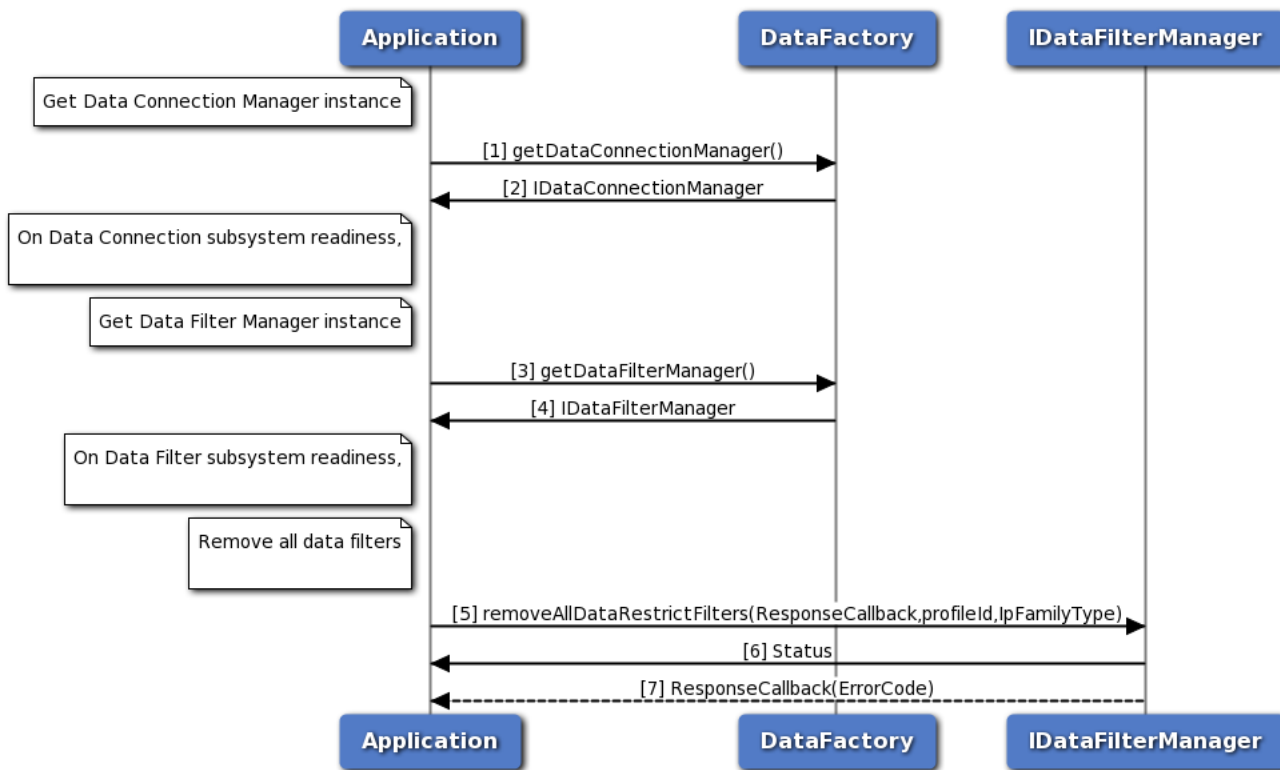 Application
DataFactory
IDataFilterManager
Get Data Connection Manager instance
[1] getDataConnectionManager()
[2] IDataConnectionManager
On Data Connection subsystem readiness,
Get Data Filter Manager instance
[3] getDataFilterManager()
[4] IDataFilterManager
On Data Filter subsystem readiness,
Remove all data filters
[5] removeAllDataRestrictFilters(ResponseCallback,profileId,IpFamilyType)
[6] Status
[7] ResponseCallback(ErrorCode)
Application
DataFactory
IDataFilterManager